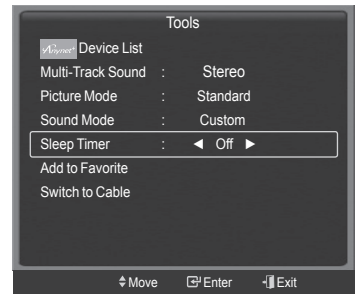 Tools
Anynet+ Device List
Multi-Track Sound : Stereo
Picture Mode : Standard
Sound Mode : Custom
Sleep Timer : ◄ Off ►
Add to Favorite
Switch to Cable
Move Enter Exit